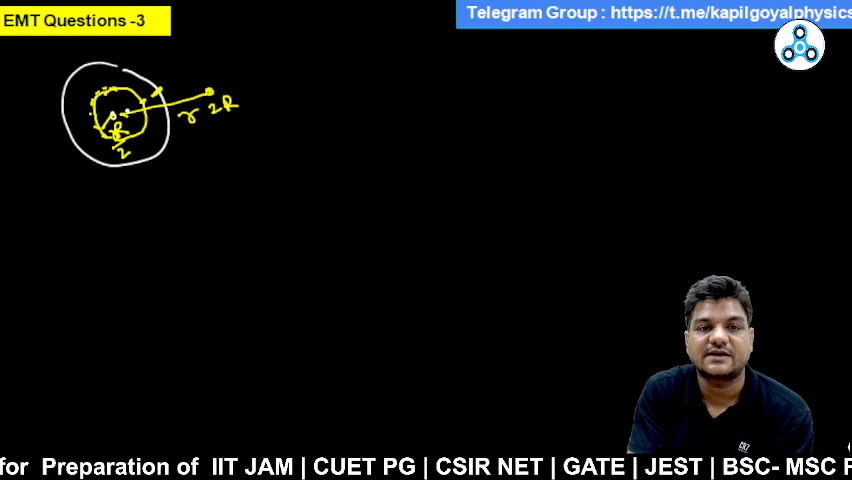 EMT Questions -3
Telegram Group : https://t.me/kapilgoyalphysics
r 2R
R
2
for Preparation of IIT JAM | CUET PG | CSIR NET | GATE | JEST | BSC- MSC